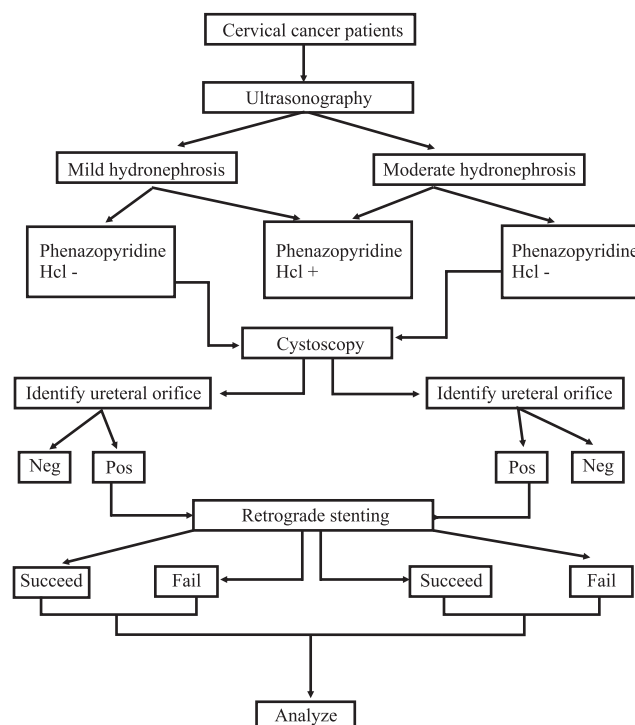 Cervical cancer patients
Ultrasonography
Mild hydronephrosis
Moderate hydronephrosis
Phenazopyridine
Hcl -
Phenazopyridine
Hcl +
Phenazopyridine
Hcl -
Cystoscopy
Identify ureteral orifice
Identify ureteral orifice
Neg
Pos
Pos
Neg
Retrograde stenting
Succeed
Fail
Succeed
Fail
Analyze